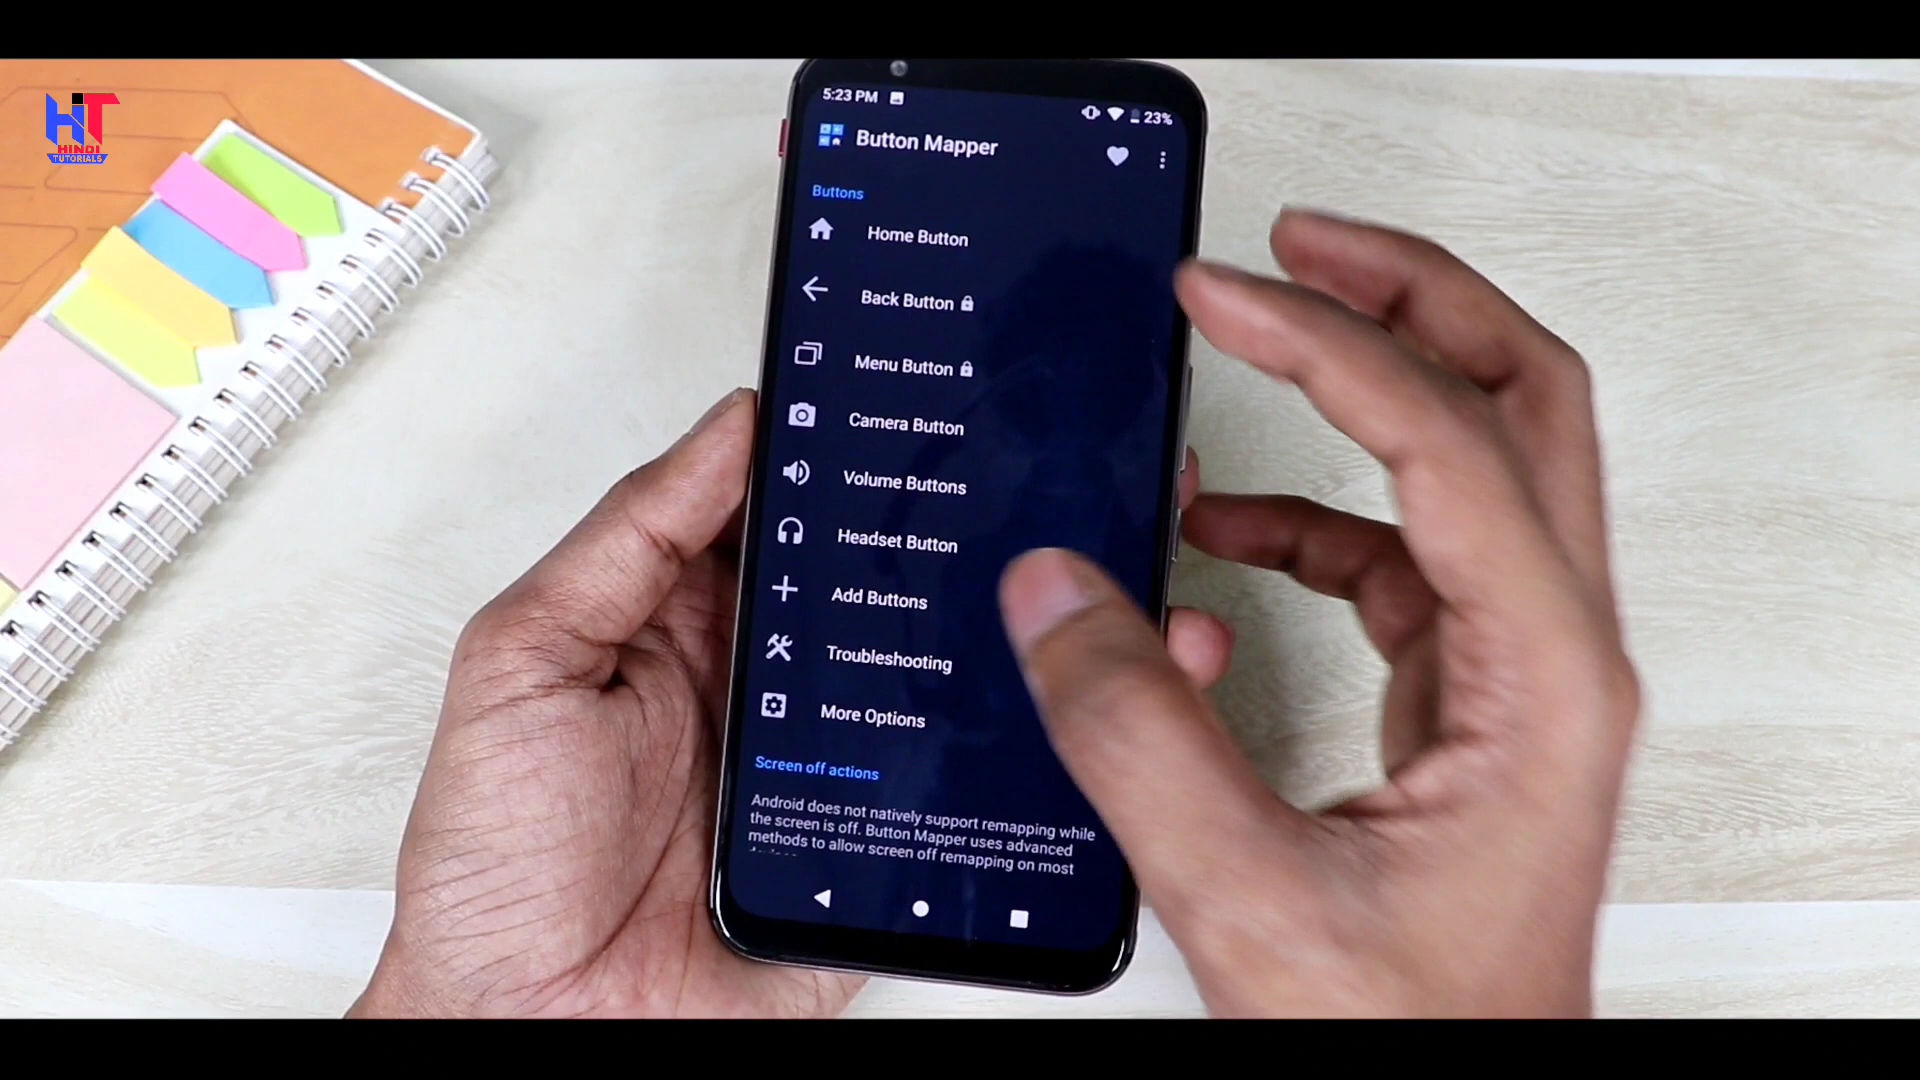 HT
HINDI
TUTORIALS
5:23 PM
23%
Button Mapper
Buttons
Home Button
Back Button
Menu Button
Camera Button
Volume Buttons
Headset Button
Add Buttons
Troubleshooting
More Options
Screen off actions
Android does not natively support remapping while
the screen is off. Button Mapper uses advanced
methods to allow screen off remapping on most